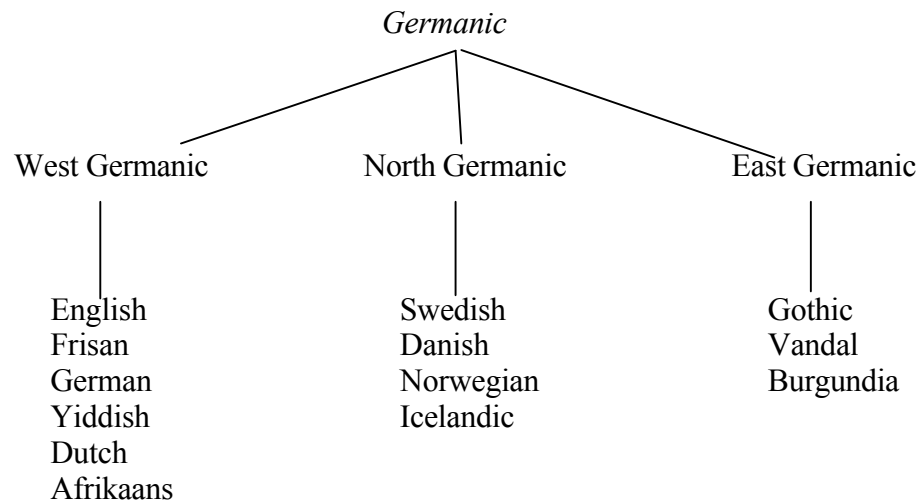 Germanic
West Germanic
North Germanic
East Germanic
English
Frisan
German
Yiddish
Dutch
Afrikaans
Swedish
Danish
Norwegian
Icelandic
Gothic
Vandal
Burgundia